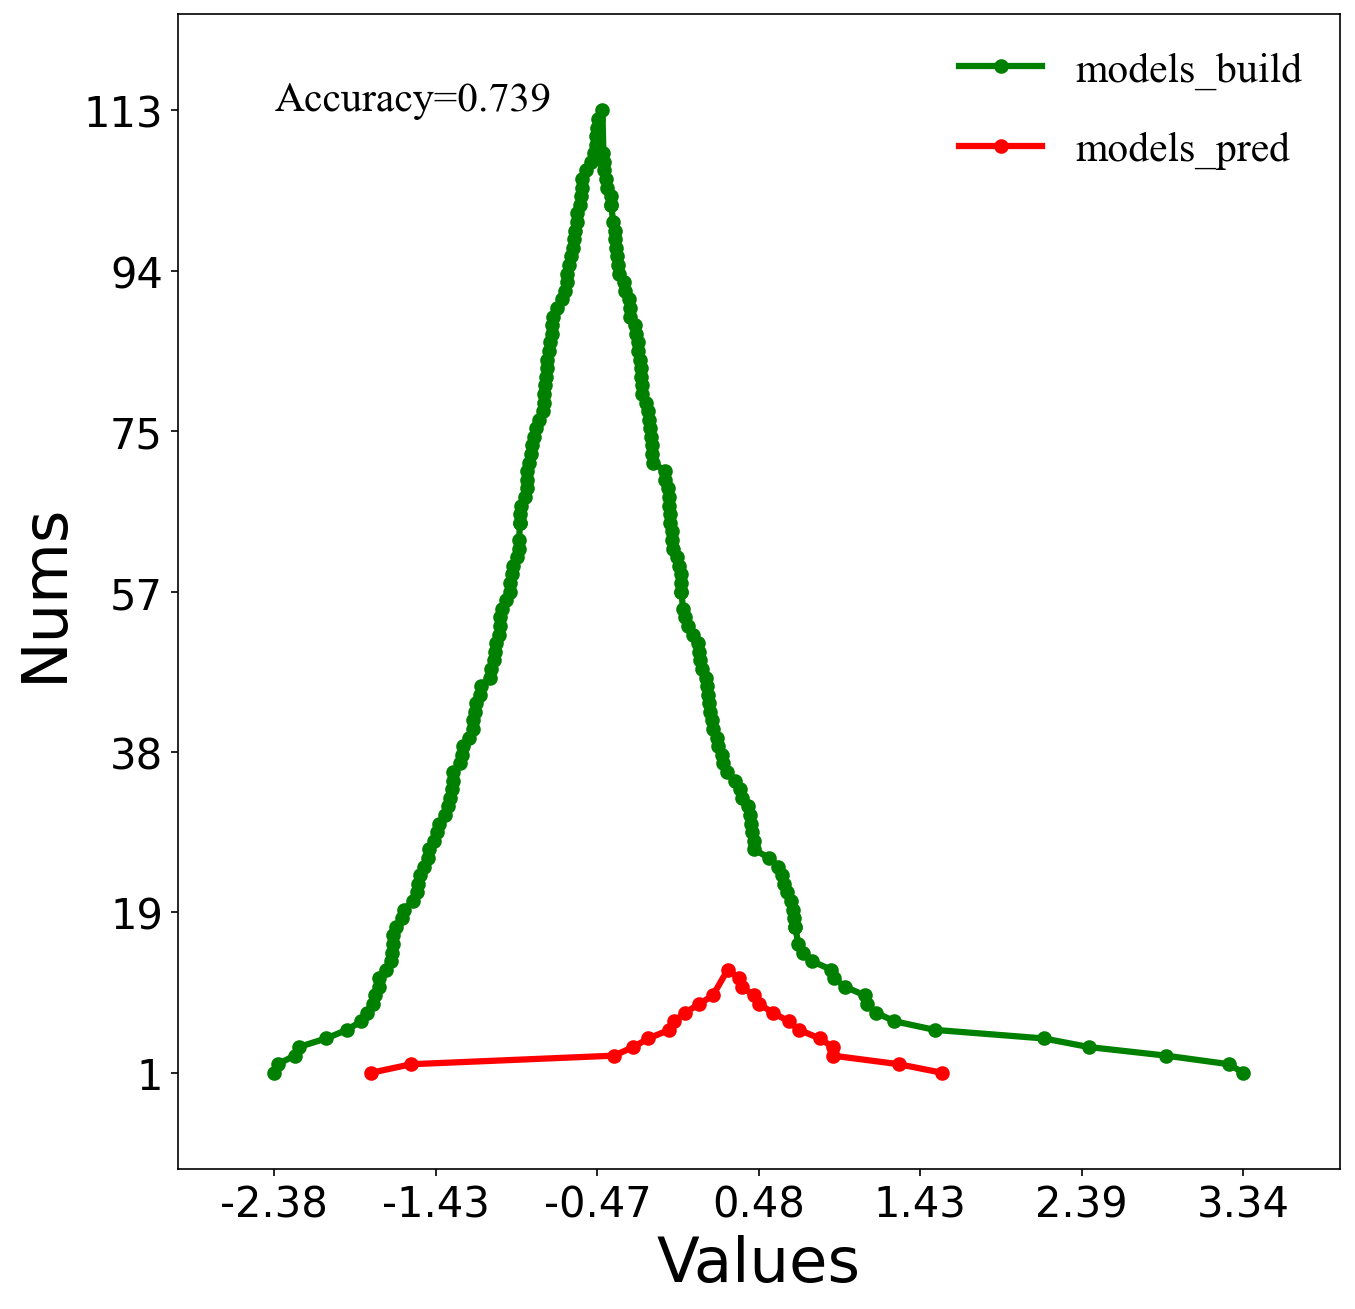 models_build
Accuracy=0.739
models_pred
113
94
75
57
38
19
1
Nums
-2.38 -1.43 -0.47 0.48 1.43 2.39 3.34
Values